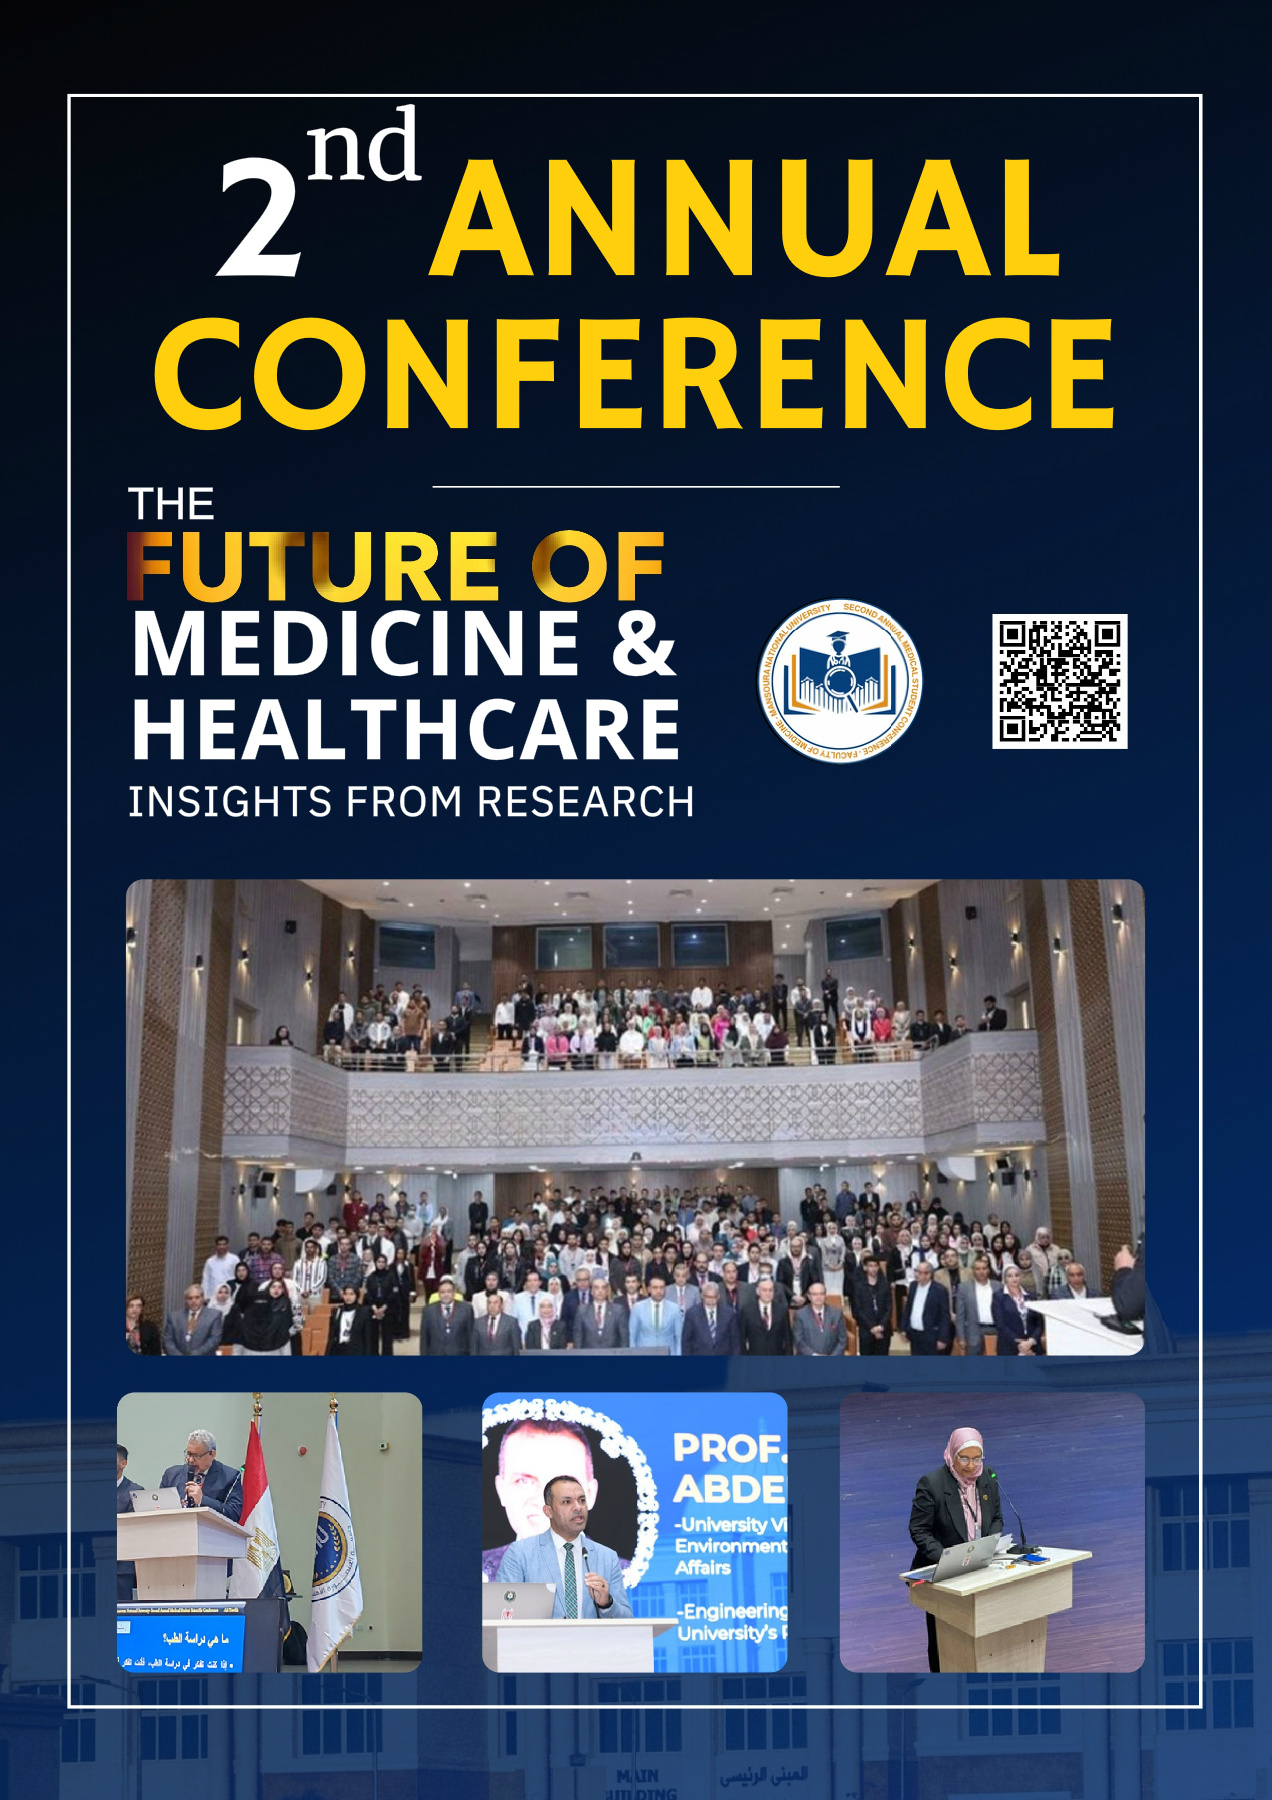 2nd ANNUAL
CONFERENCE
THE
FUTURE OF
MEDICINE &
HEALTHCARE
INSIGHTS FROM RESEARCH
SECOND ANNUAL MEDICAL STUDENT CONFERENCE - FACULTY OF MEDICINE - MANSOURA NATIONAL UNIVERSITY
ما هي دراسة الطب؟
PROF.
ABDE
-University Vi
Environment
Affairs
-Engineering
University's
MAIN
BUILDING
المبنى الرئيسي